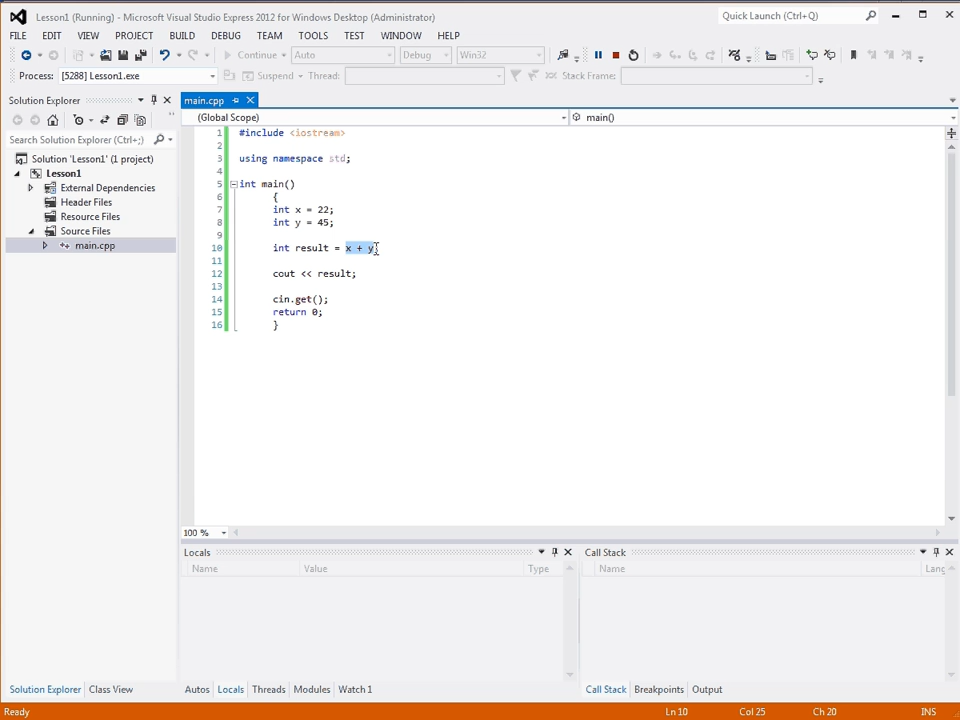 Lesson1 (Running) - Microsoft Visual Studio Express 2012 for Windows Desktop (Administrator)
Quick Launch (Ctrl+Q)
FILE EDIT VIEW PROJECT BUILD DEBUG TEAM TOOLS TEST WINDOW HELP
Continue Auto Debug Win32
Process: [5288] Lesson1.exe Suspend Thread: Stack Frame:
Solution Explorer
Search Solution Explorer (Ctrl+;)
Solution 'Lesson1' (1 project)
Lesson1
External Dependencies
Header Files
Resource Files
Source Files
main.cpp
Solution Explorer Class View
main.cpp
(Global Scope) main()
1 #include <iostream>
2
3 using namespace std;
4
5 int main()
6 {
7 int x = 22;
8 int y = 45;
9
10 int result = x + y
11
12 cout << result;
13
14 cin.get();
15 return 0;
16 }
100 %
Locals
Name Value Type
Autos Locals Threads Modules Watch 1
Call Stack
Name Lang
Call Stack Breakpoints Output
Ready Ln 10 Col 25 Ch 20 INS